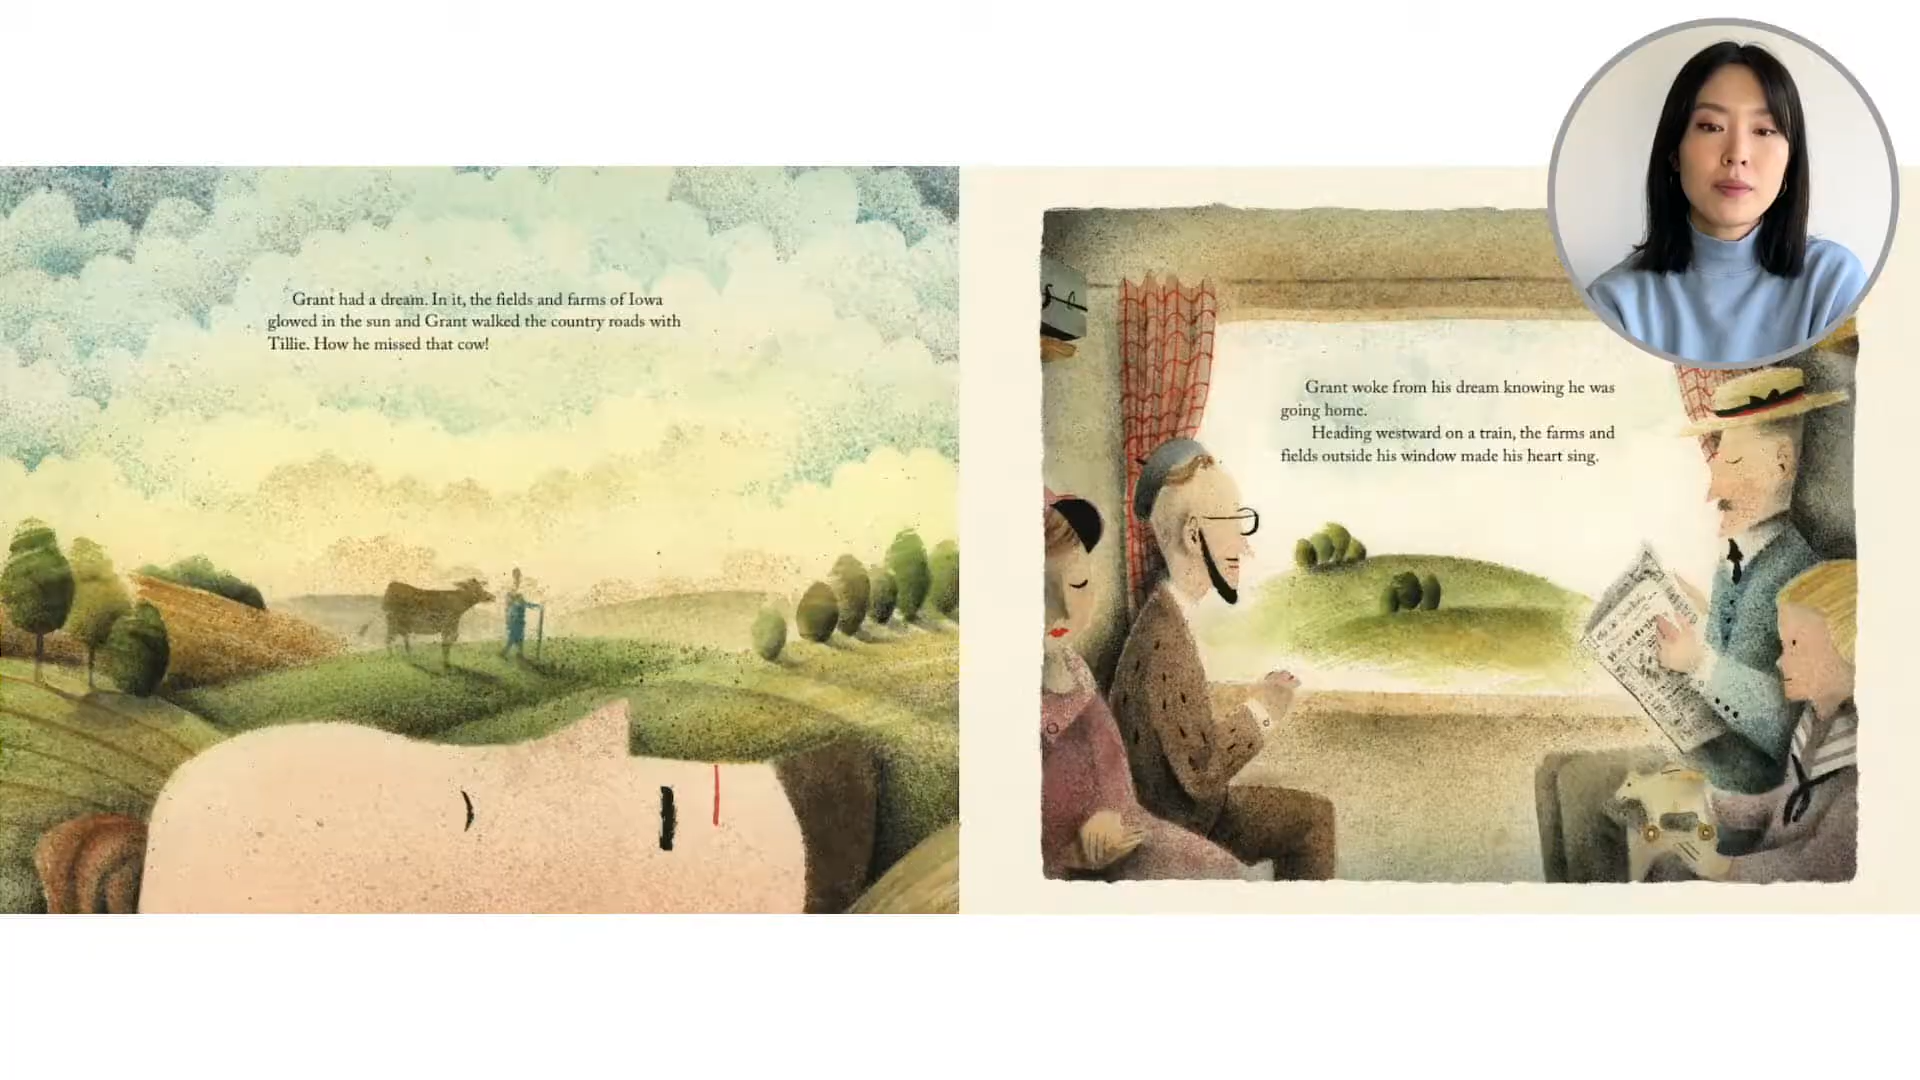 Grant had a dream. In it, the fields and farms of Iowa
glowed in the sun and Grant walked the country roads with
Tillie. How he missed that cow!
Grant woke from his dream knowing he was
going home.
Heading westward on a train, the farms and
fields outside his window made his heart sing.